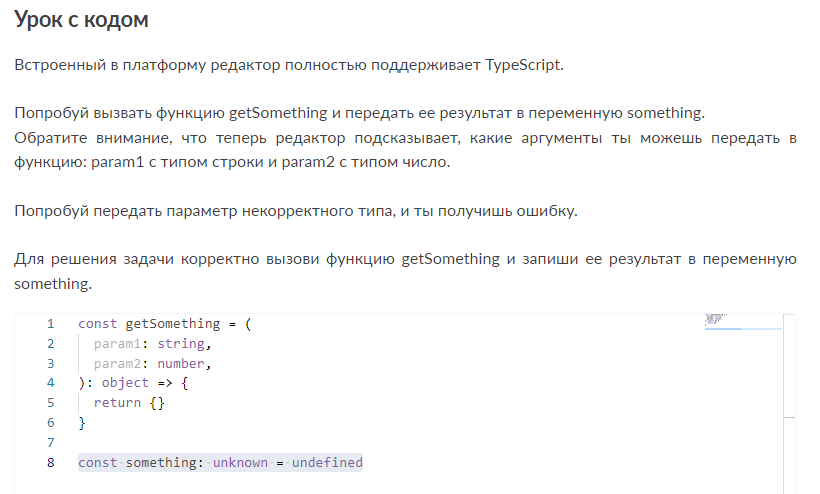 Урок с кодом
Встроенный в платформу редактор полностью поддерживает TypeScript.
Попробуй вызвать функцию getSomething и передать ее результат в переменную something.
Обратите внимание, что теперь редактор подсказывает, какие аргументы ты можешь передать в
функцию: param1 с типом строки и param2 с типом число.
Попробуй передать параметр некорректного типа, и ты получишь ошибку.
Для решения задачи корректно вызови функцию getSomething и запиши ее результат в переменную
something.
1 const getSomething = (
2 param1: string,
3 param2: number,
4 ): object => {
5 return {}
6 }
7
8 const something: unknown = undefined